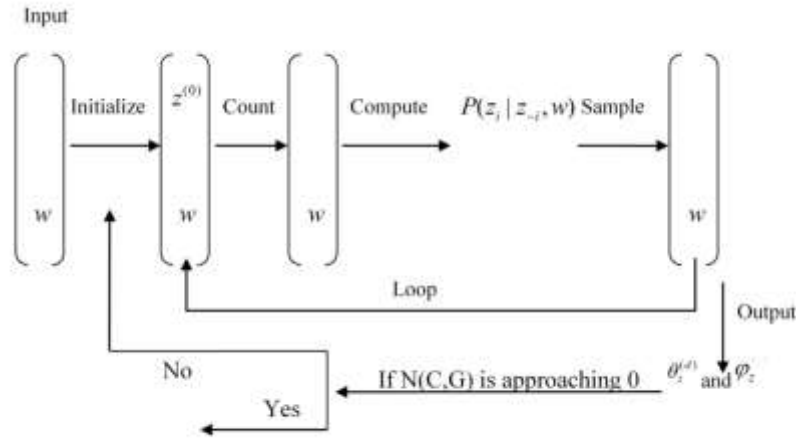 Input
Initialize
z^{(0)}
Count
Compute
P(z_i | z_{-i}, w) Sample
w
w
w
w
Loop
Output
No
If N(C,G) is approaching 0
θ_z^{(d)} and φ_z
Yes